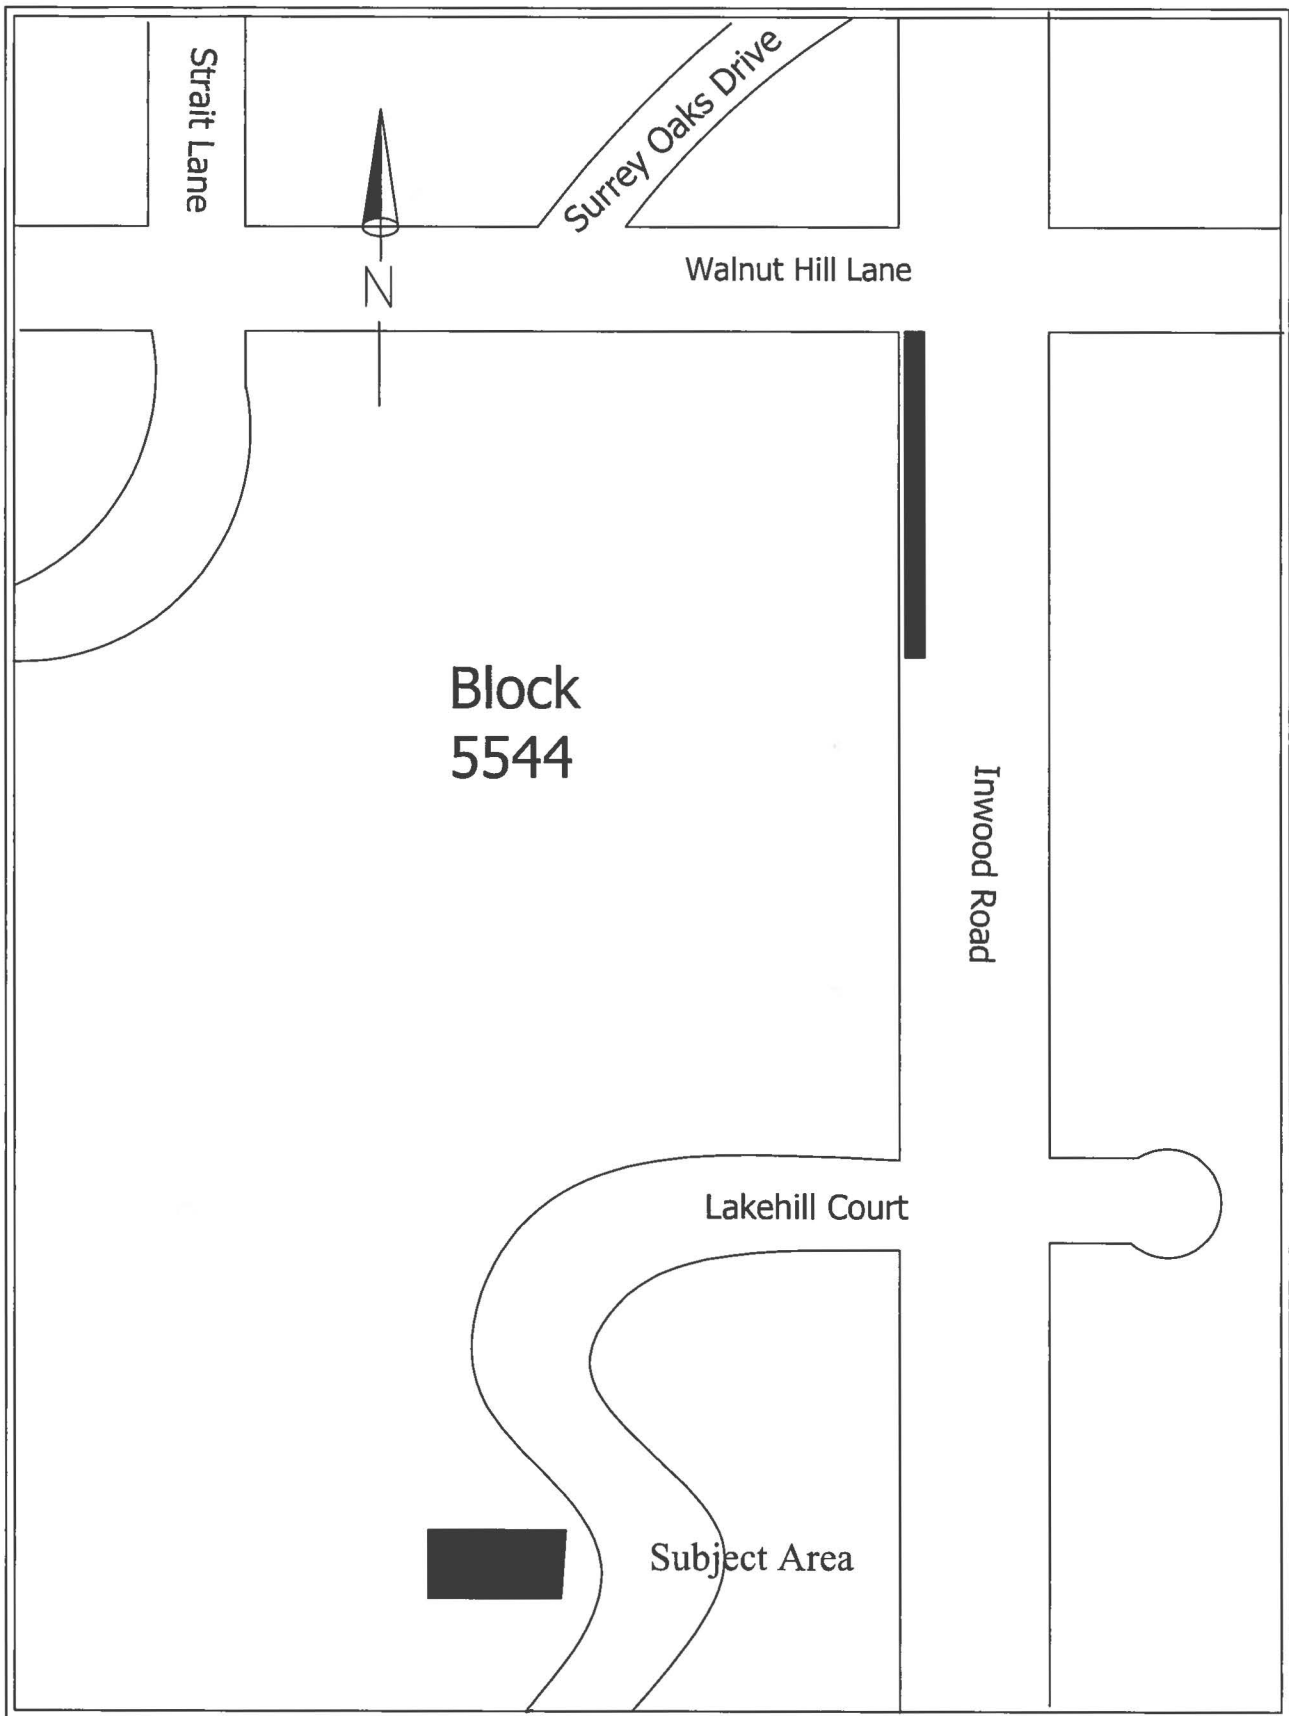 Strait Lane
Surrey Oaks Drive
Walnut Hill Lane
N
Block
5544
Inwood Road
Lakehill Court
Subject Area